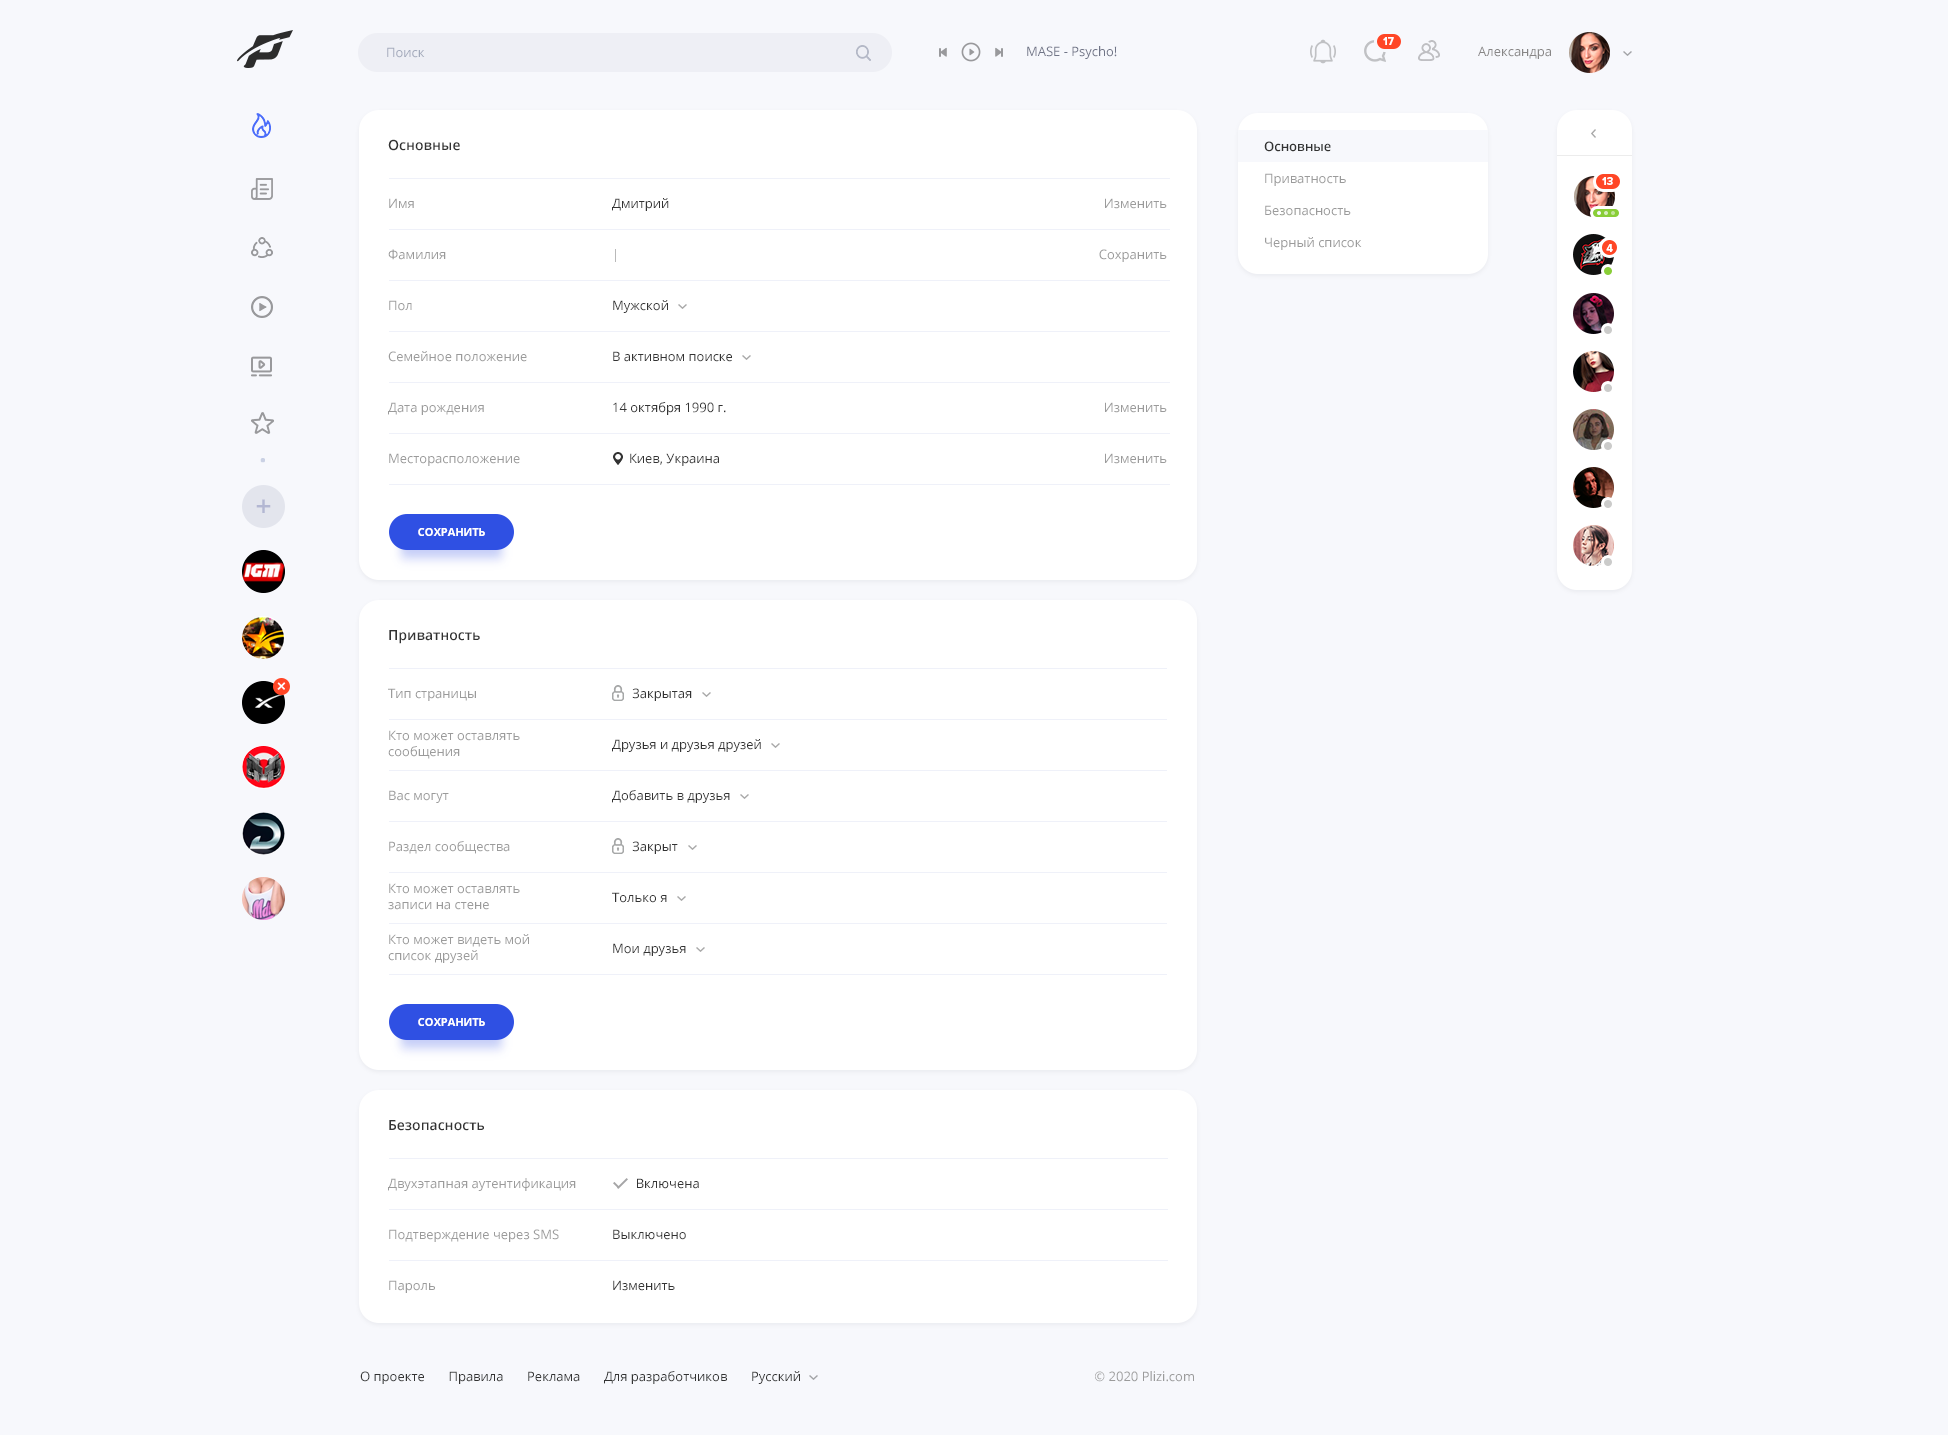 Поиск
MASE - Psycho!
17
Александра
Основные
Имя Дмитрий Изменить
Фамилия | Сохранить
Пол Мужской
Семейное положение В активном поиске
Дата рождения 14 октября 1990 г. Изменить
Месторасположение Киев, Украина Изменить
СОХРАНИТЬ
Основные
Приватность
Безопасность
Черный список
13
4
IGM
Приватность
Тип страницы Закрытая
Кто может оставлять
сообщения
Друзья и друзья друзей
Вас могут Добавить в друзья
Раздел сообщества Закрыт
Кто может оставлять
записи на стене
Только я
Кто может видеть мой
список друзей
Мои друзья
СОХРАНИТЬ
Безопасность
Двухэтапная аутентификация Включена
Подтверждение через SMS Выключено
Пароль Изменить
О проекте Правила Реклама Для разработчиков Русский © 2020 Plizi.com